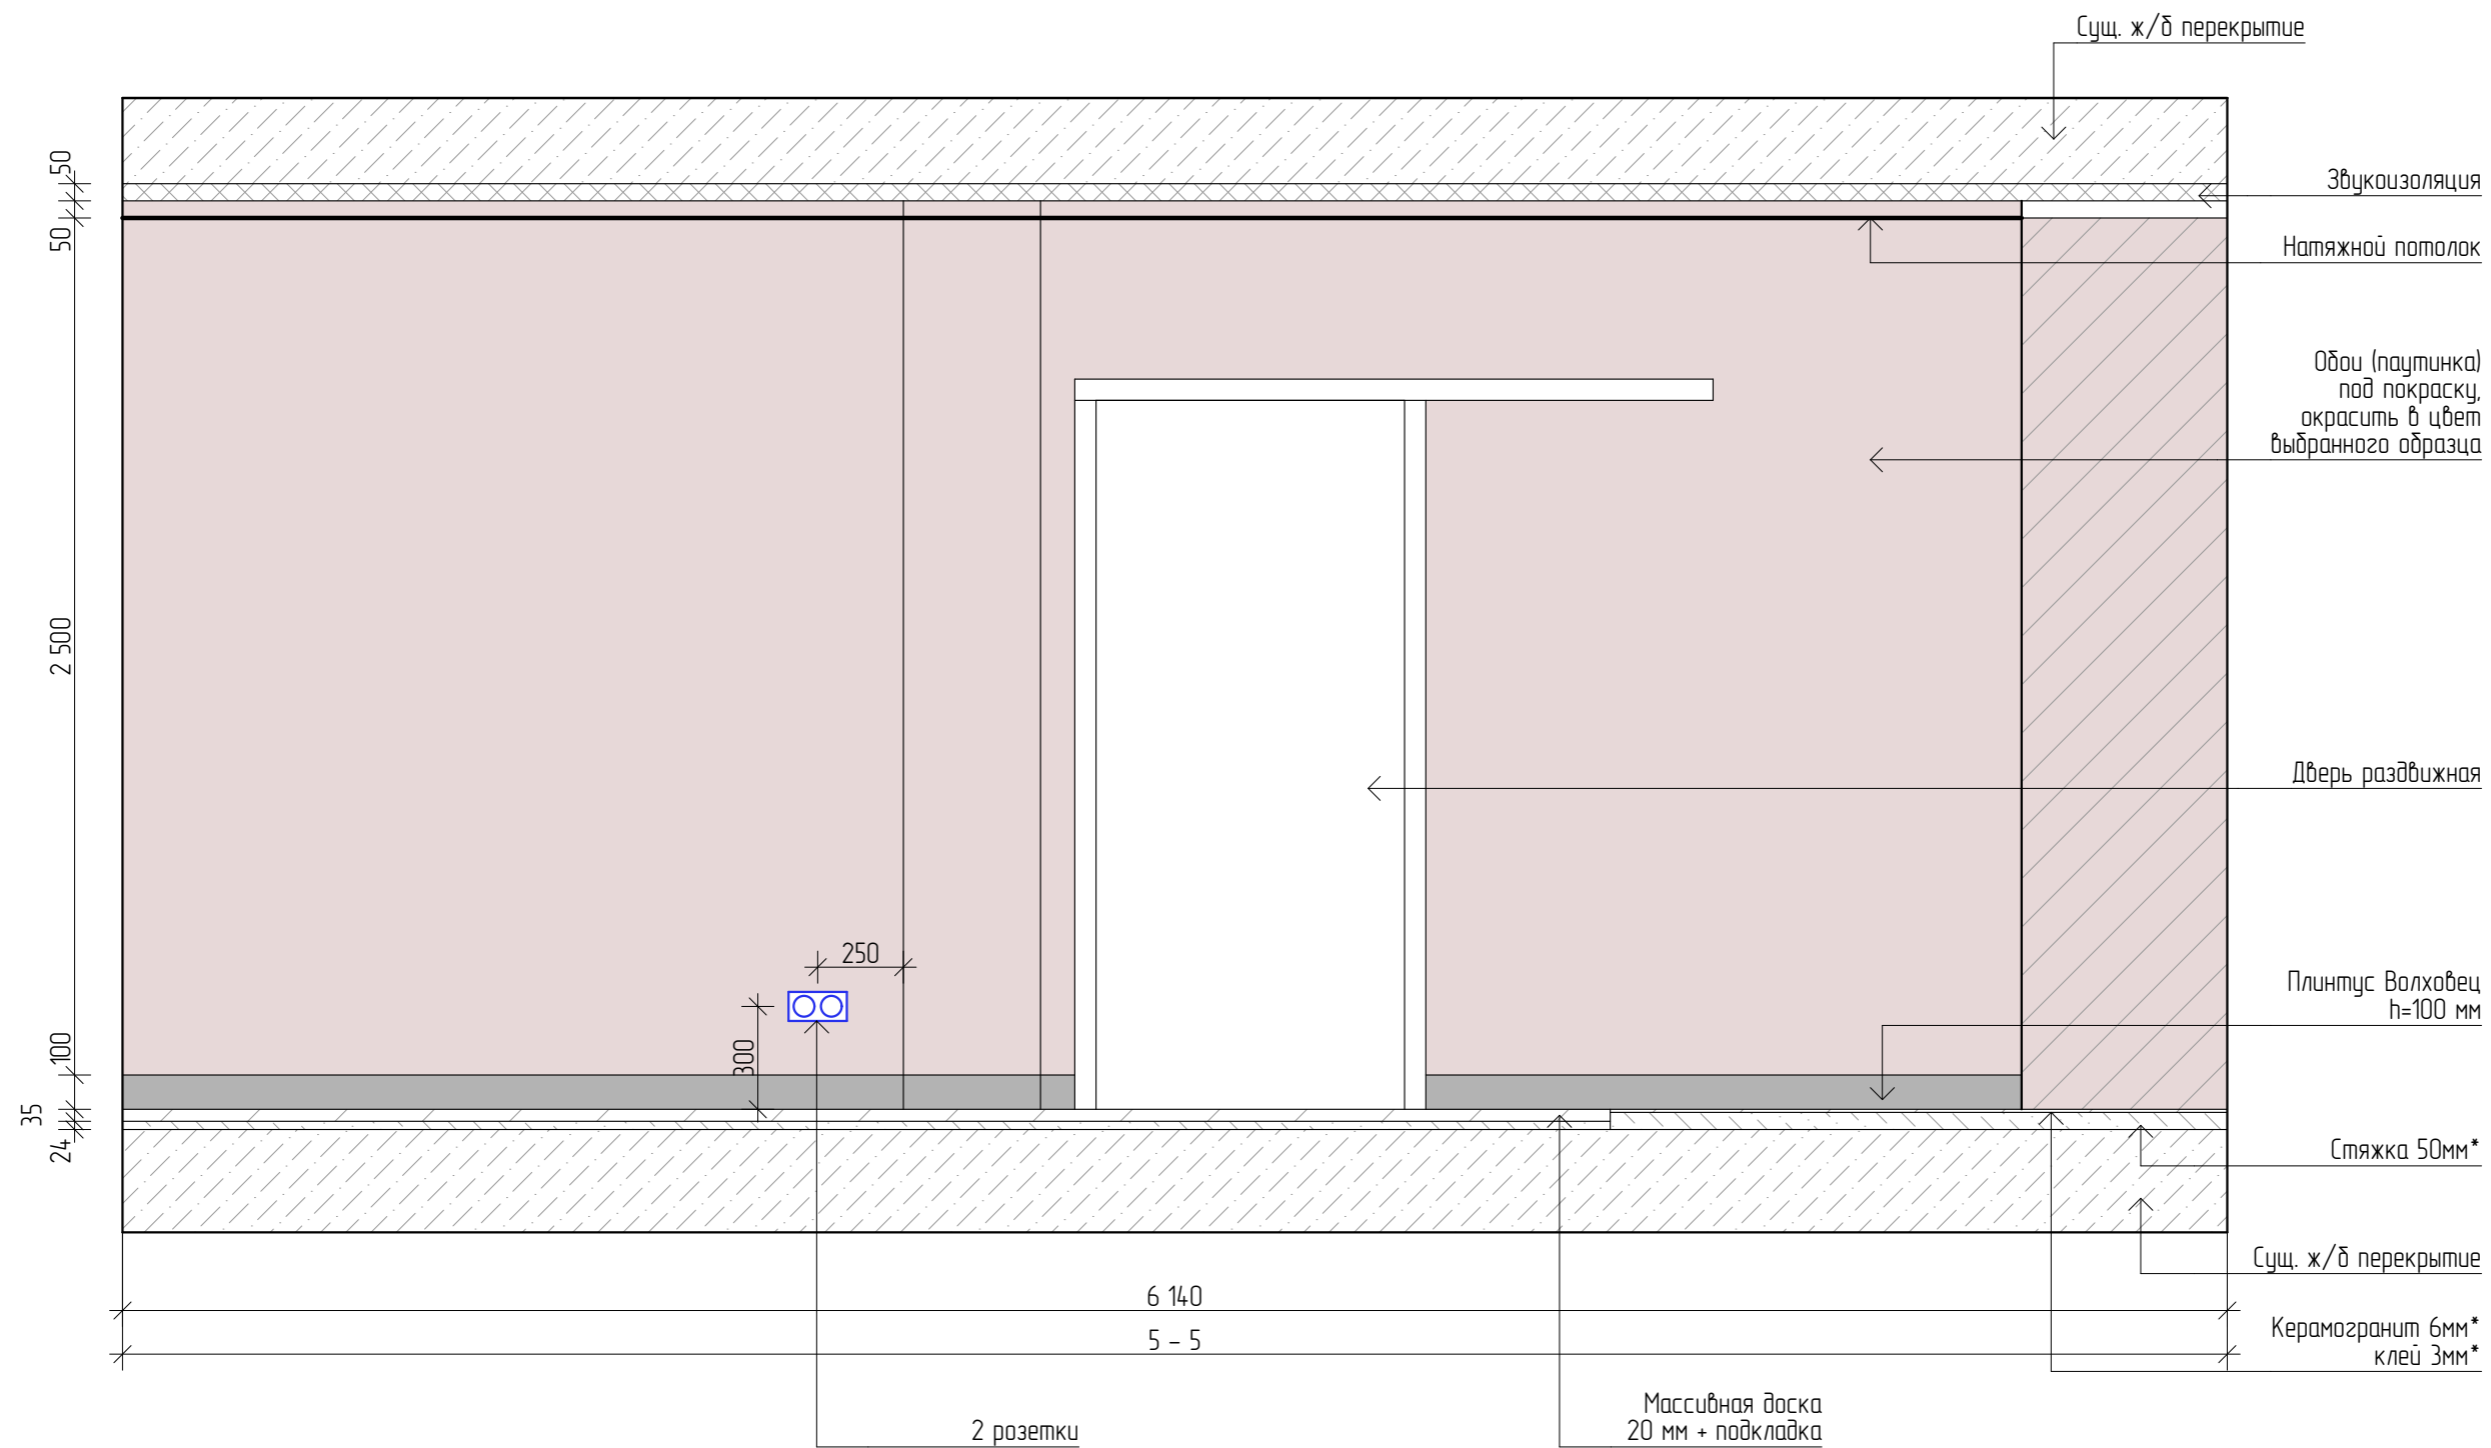 Сущ. ж/б перекрытие
50
Звукоизоляция
50
Натяжной потолок
Обои (паутинка)
под покраску,
окрасить в цвет
выбранного образца
2 500
Дверь раздвижная
250
Плинтус Волховец
h=100 мм
300
100
35
24
Стяжка 50мм*
Сущ. ж/б перекрытие
6 140
5 – 5
Керамогранит 6мм*
клей 3мм*
Массивная доска
20 мм + подкладка
2 розетки